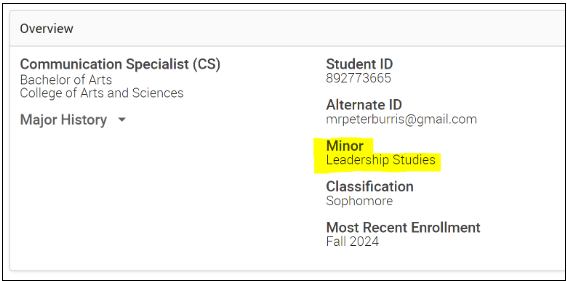 Overview
Communication Specialist (CS)
Bachelor of Arts
College of Arts and Sciences
Major History
Student ID
892773665
Alternate ID
mrpeterburris@gmail.com
Minor
Leadership Studies
Classification
Sophomore
Most Recent Enrollment
Fall 2024